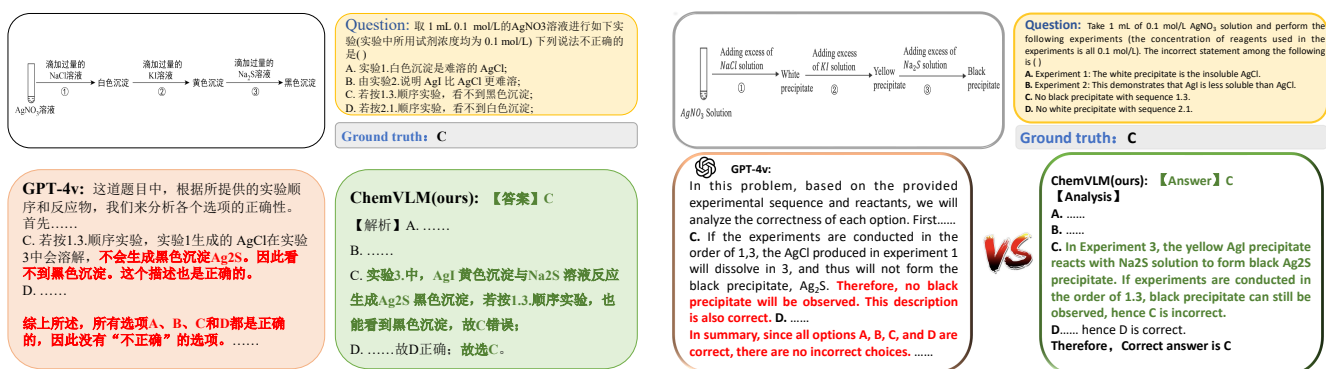 滴加过量的
NaCl溶液
①
白色沉淀
滴加过量的
KI溶液
②
黄色沉淀
滴加过量的
Na₂S溶液
③
黑色沉淀
AgNO₃溶液
Question: 取 1 mL 0.1 mol/L的AgNO3溶液进行如下实
验(实验中所用试剂浓度均为 0.1 mol/L) 下列说法不正确的
是( )
A. 实验1.白色沉淀是难溶的 AgCl;
B. 由实验2.说明 AgI 比 AgCl 更难溶;
C. 若按1.3.顺序实验，看不到黑色沉淀;
D. 若按2.1.顺序实验，看不到白色沉淀;
Ground truth: C
GPT-4v: 这道题目中，根据所提供的实验顺
序和反应物，我们来分析各个选项的正确性。
首先……
C. 若按1.3.顺序实验，实验1生成的 AgCl在实验
3中会溶解，不会生成黑色沉淀Ag2S。因此看
不到黑色沉淀。这个描述也是正确的。
D. ……
综上所述，所有选项A、B、C和D都是正确
的，因此没有“不正确”的选项。……
ChemVLM(ours): 【答案】C
【解析】A. ……
B. ……
C. 实验3.中，AgI 黄色沉淀与Na2S 溶液反应
生成Ag2S 黑色沉淀，若按1.3.顺序实验，也
能看到黑色沉淀，故C错误;
D. ……故D正确；故选C。
Adding excess of
NaCl solution
①
White
precipitate
Adding excess
of KI solution
②
Yellow
precipitate
Adding excess of
Na₂S solution
③
Black
precipitate
AgNO₃ Solution
Question: Take 1 mL of 0.1 mol/L AgNO₃ solution and perform the
following experiments (the concentration of reagents used in the
experiments is all 0.1 mol/L). The incorrect statement among the following
is ( )
A. Experiment 1: The white precipitate is the insoluble AgCl.
B. Experiment 2: This demonstrates that AgI is less soluble than AgCl.
C. No black precipitate with sequence 1.3.
D. No white precipitate with sequence 2.1.
Ground truth: C
GPT-4v:
In this problem, based on the provided
experimental sequence and reactants, we will
analyze the correctness of each option. First……
C. If the experiments are conducted in the
order of 1,3, the AgCl produced in experiment 1
will dissolve in 3, and thus will not form the
black precipitate, Ag₂S. Therefore, no black
precipitate will be observed. This description
is also correct. D. ……
In summary, since all options A, B, C, and D are
correct, there are no incorrect choices. ……
VS
ChemVLM(ours): 【Answer】C
【Analysis】
A. ……
B. ……
C. In Experiment 3, the yellow AgI precipitate
reacts with Na2S solution to form black Ag2S
precipitate. If experiments are conducted in
the order of 1.3, black precipitate can still be
observed, hence C is incorrect.
D…… hence D is correct.
Therefore，Correct answer is C